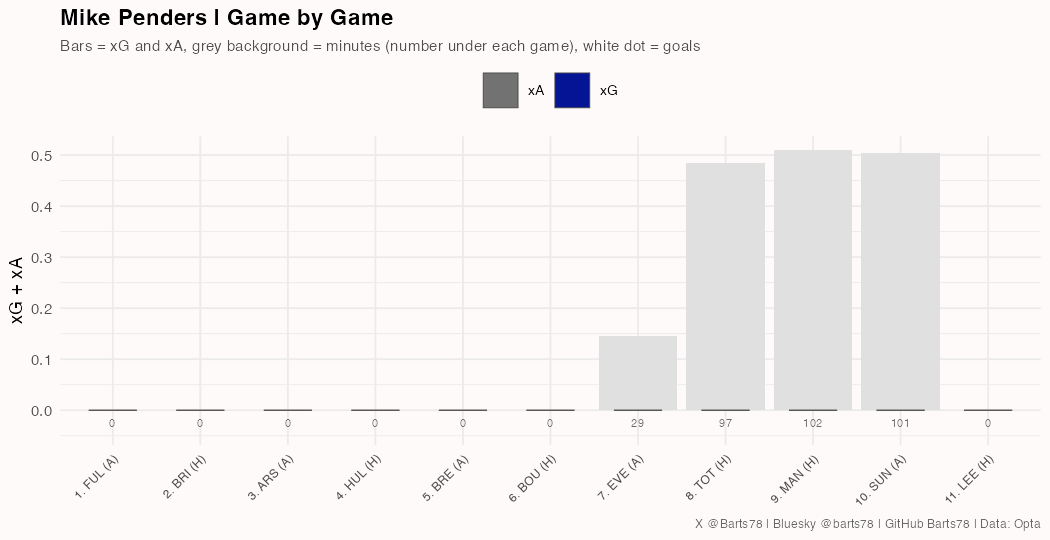 Mike Penders | Game by Game
Bars = xG and xA, grey background = minutes (number under each game), white dot = goals
xA xG
xG + xA
0.5
0.4
0.3
0.2
0.1
0.0
0 0 0 0 0 0 29 97 102 101 0
1. FUL (A) 2. BRI (H) 3. ARS (A) 4. HUL (H) 5. BRE (A) 6. BOU (H) 7. EVE (A) 8. TOT (H) 9. MAN (H) 10. SUN (A) 11. LEE (H)
X @Barts78 | Bluesky @barts78 | GitHub Barts78 | Data: Opta